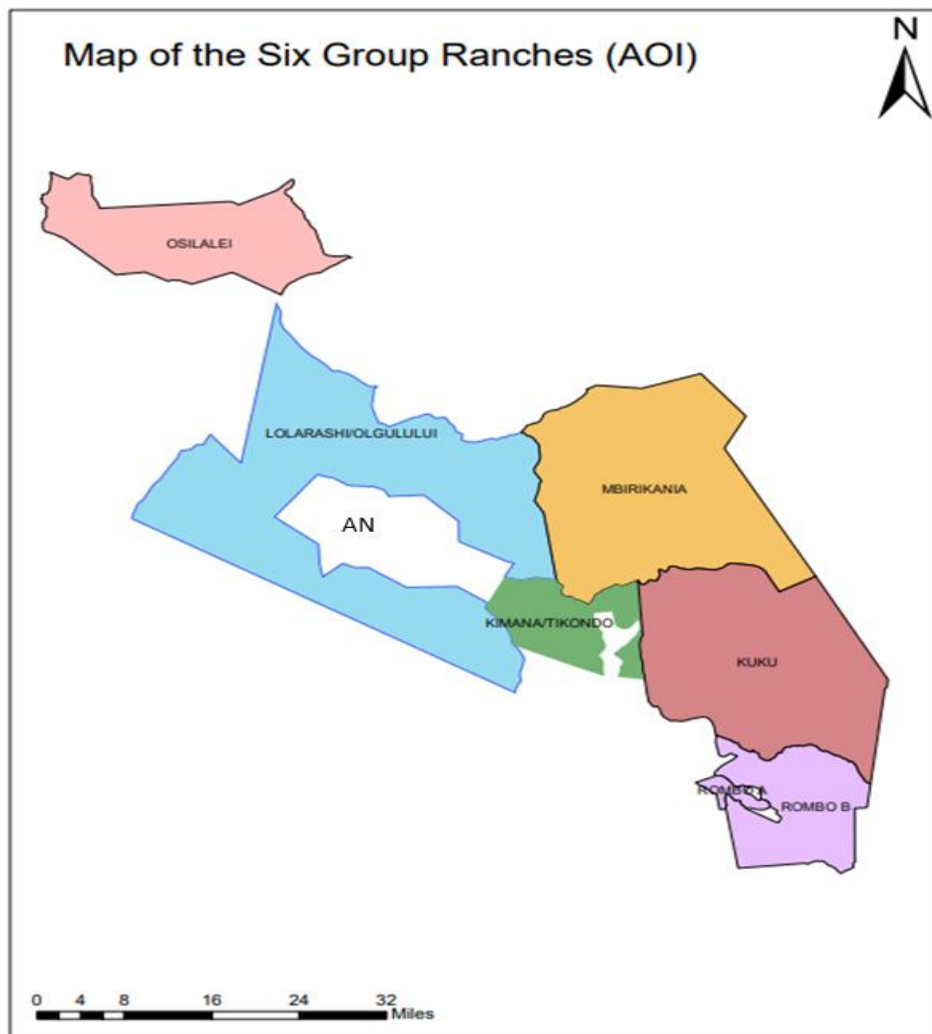 Map of the Six Group Ranches (AOI)
N
OSILALEI
LOLARASHI/OLGULULUI
MBIRIKANIA
AN
KIMANA/TIKONDO
KUKU
ROMBO A
ROMBO B
0 4 8 16 24 32
Miles